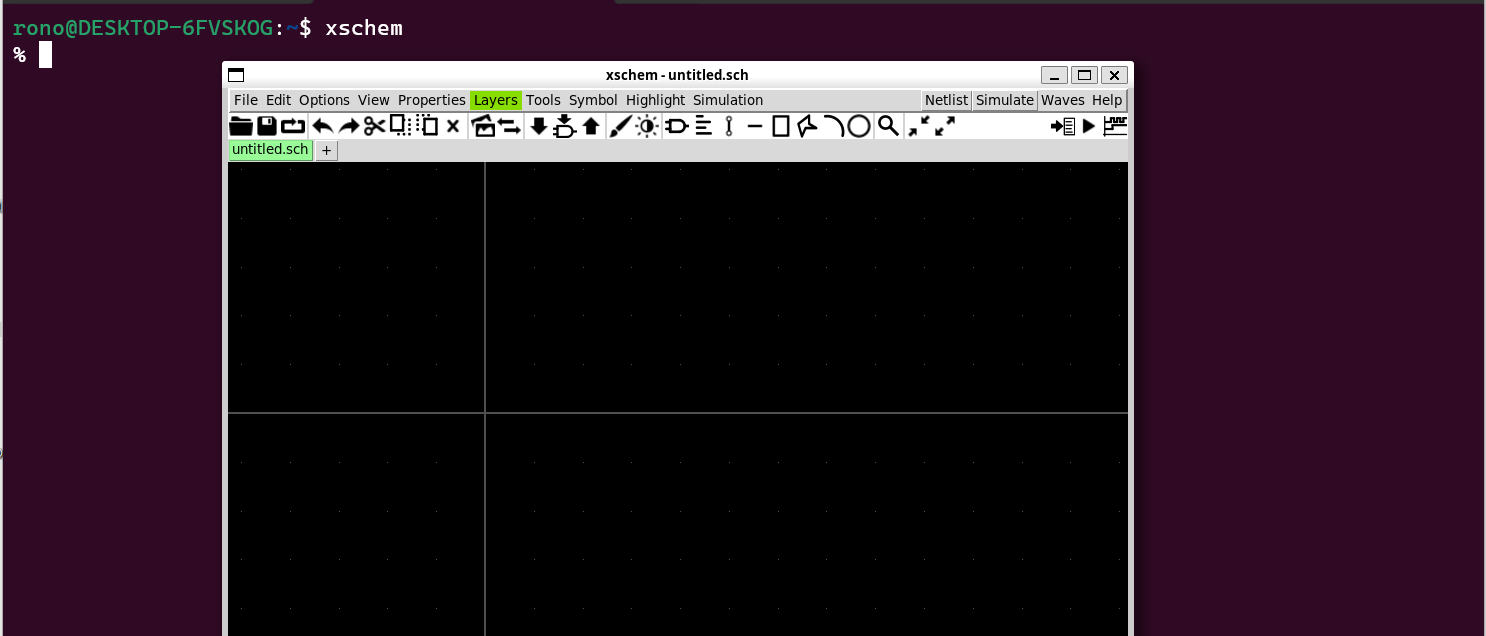 rono@DESKTOP-6FVSKOG:~$ xschem
%
xschem - untitled.sch
File Edit Options View Properties Layers Tools Symbol Highlight Simulation Netlist Simulate Waves Help
untitled.sch +